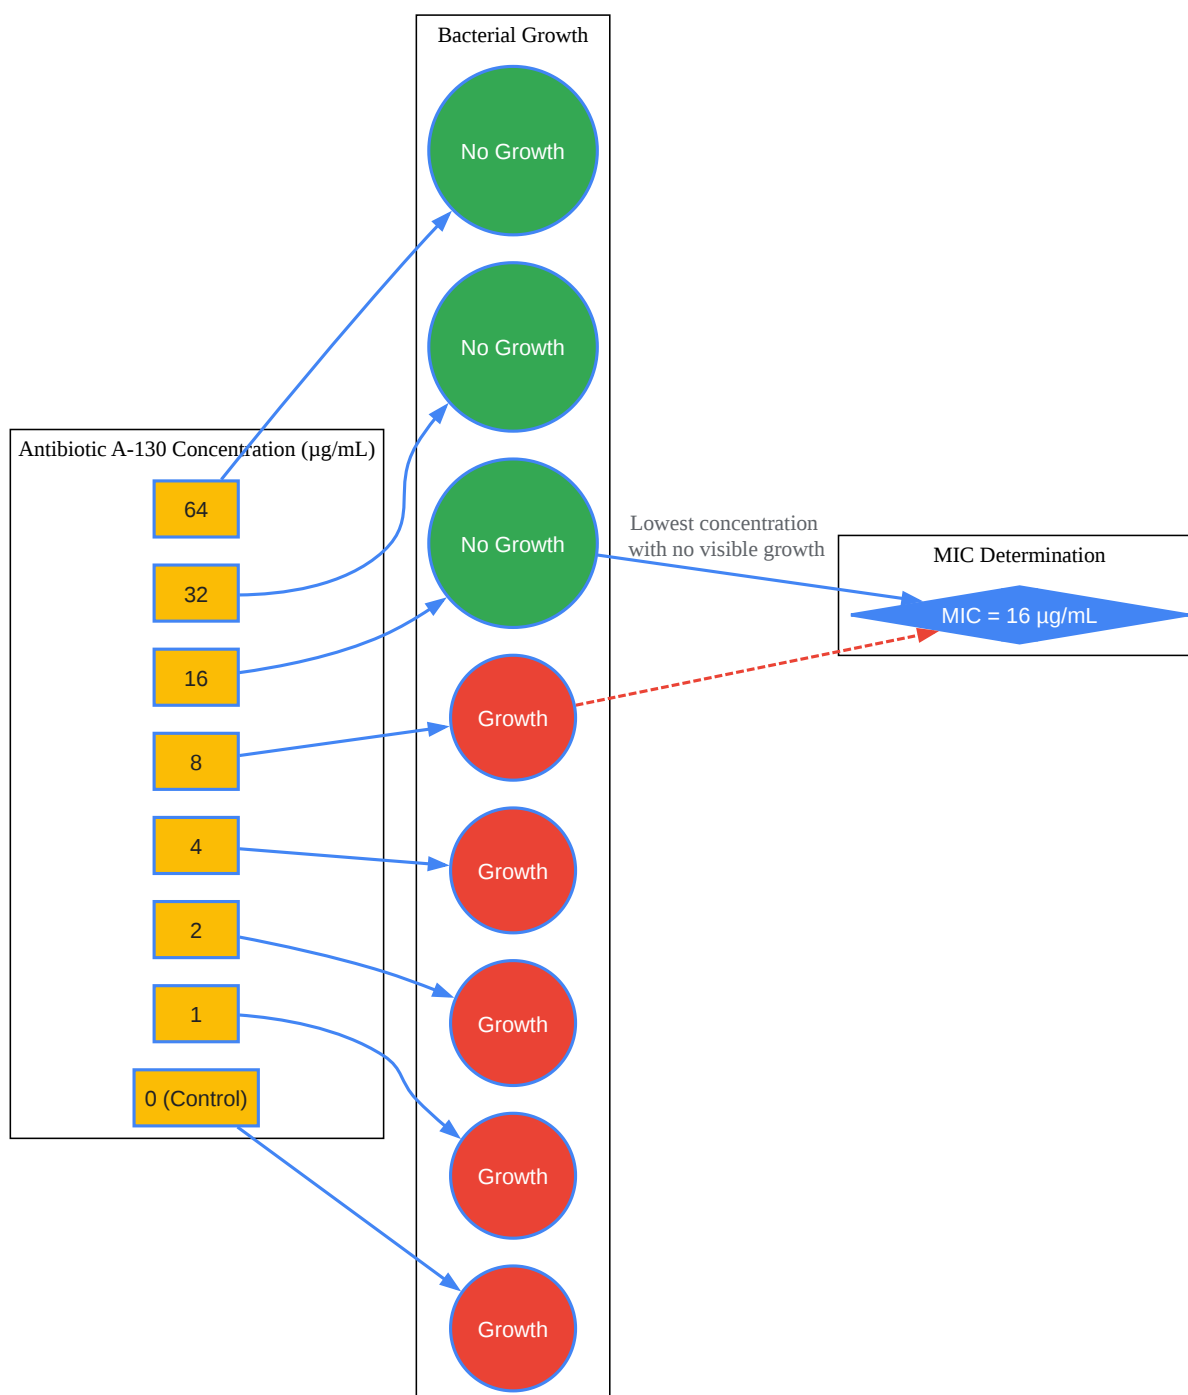 Bacterial Growth
No Growth
No Growth
Antibiotic A-130 Concentration (µg/mL)
64
32
16
8
4
2
1
0 (Control)
No Growth
Growth
Growth
Growth
Growth
Growth
Lowest concentration
with no visible growth
MIC Determination
MIC = 16 µg/mL